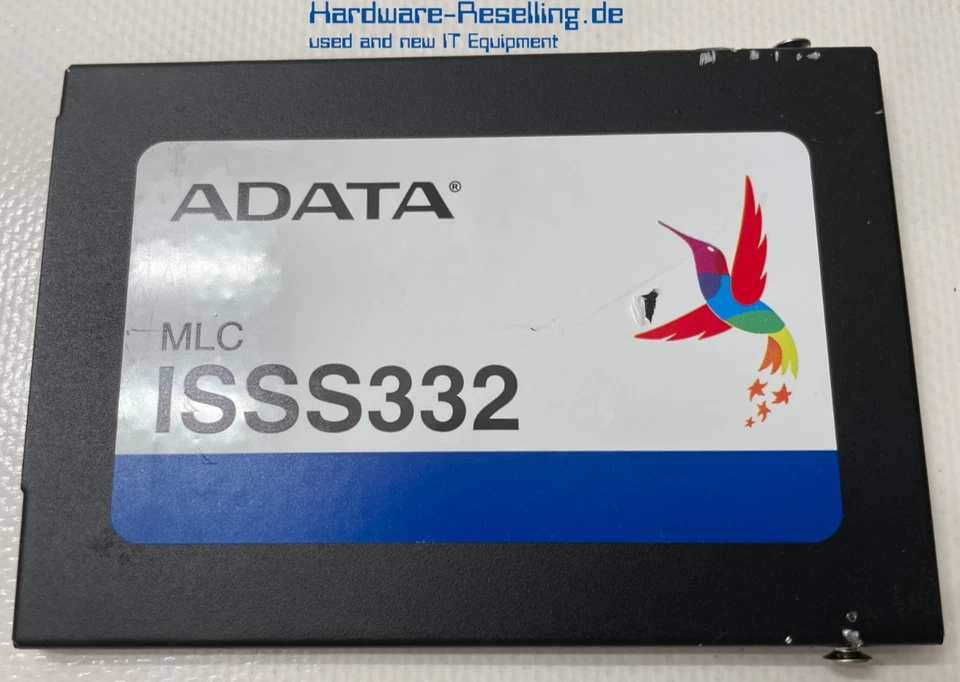 Hardware-Reselling.de
used and new IT Equipment
ADATA®
MLC
ISSS332